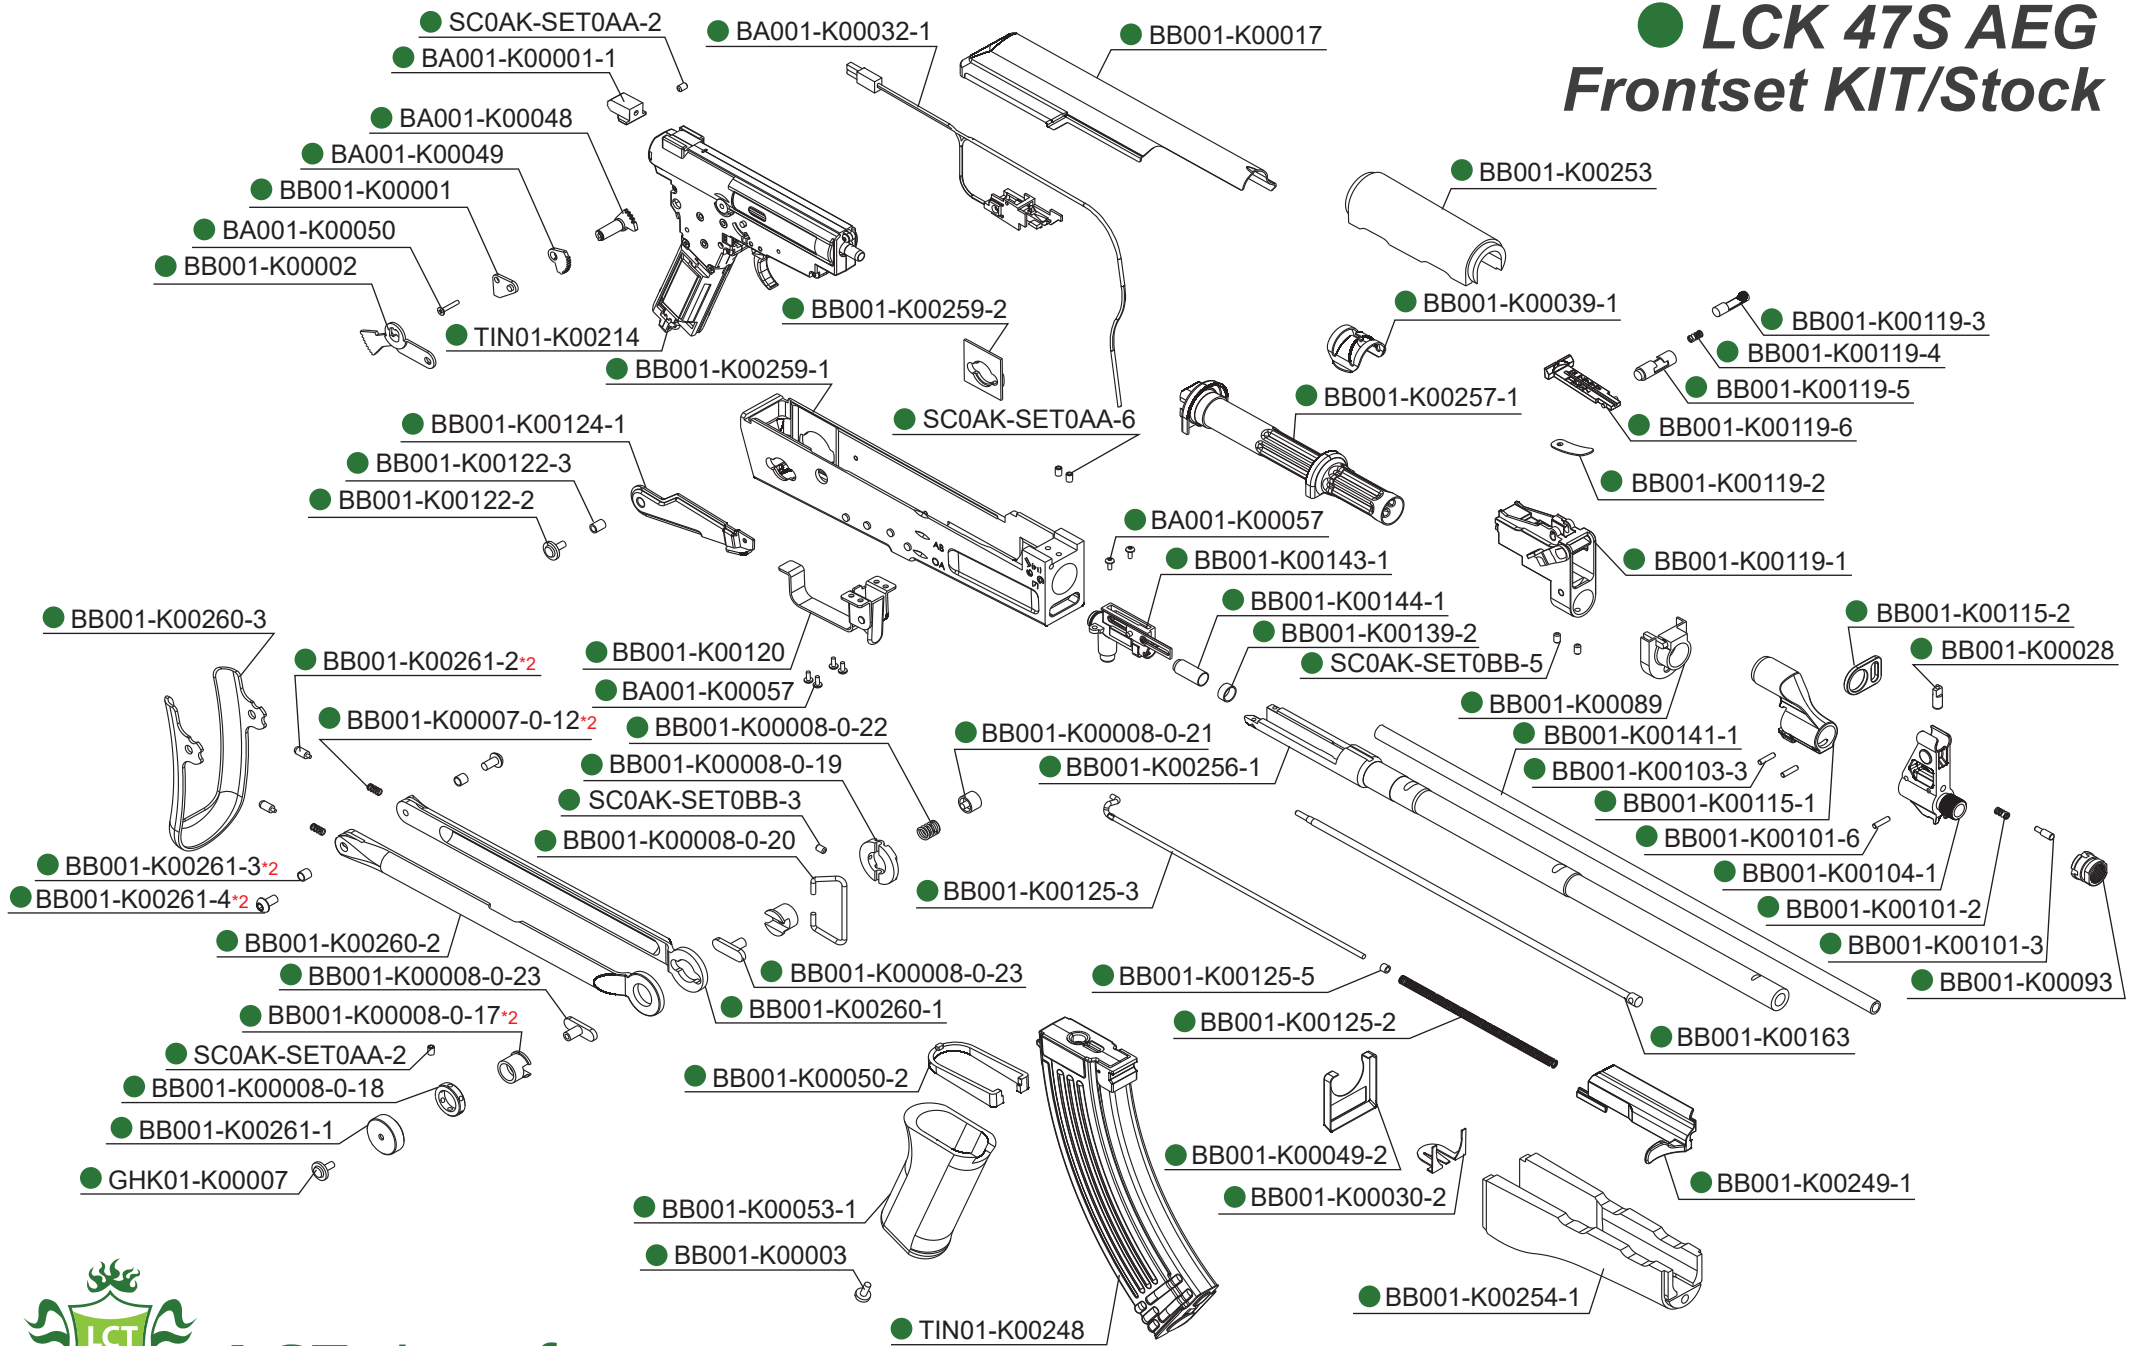 LCK 47S AEG
Frontset KIT/Stock
SC0AK-SET0AA-2
BA001-K00001-1
BA001-K00048
BA001-K00049
BB001-K00001
BA001-K00050
BB001-K00002
TIN01-K00214
BA001-K00032-1
BB001-K00017
BB001-K00253
BB001-K00259-2
BB001-K00259-1
BB001-K00039-1
BB001-K00119-3
BB001-K00119-4
BB001-K00119-5
BB001-K00119-6
BB001-K00119-2
BB001-K00257-1
SC0AK-SET0AA-6
BB001-K00124-1
BB001-K00122-3
BB001-K00122-2
BA001-K00057
BB001-K00143-1
BB001-K00144-1
BB001-K00139-2
SC0AK-SET0BB-5
BB001-K00119-1
BB001-K00115-2
BB001-K00028
BB001-K00089
BB001-K00260-3
BB001-K00261-2*2
BB001-K00007-0-12*2
BB001-K00120
BA001-K00057
BB001-K00008-0-22
BB001-K00008-0-19
SC0AK-SET0BB-3
BB001-K00008-0-20
BB001-K00008-0-21
BB001-K00256-1
BB001-K00141-1
BB001-K00103-3
BB001-K00115-1
BB001-K00101-6
BB001-K00104-1
BB001-K00101-2
BB001-K00101-3
BB001-K00093
BB001-K00261-3*2
BB001-K00261-4*2
BB001-K00260-2
BB001-K00008-0-23
BB001-K00008-0-17*2
SC0AK-SET0AA-2
BB001-K00008-0-18
BB001-K00261-1
GHK01-K00007
BB001-K00125-3
BB001-K00008-0-23
BB001-K00260-1
BB001-K00125-5
BB001-K00125-2
BB001-K00163
BB001-K00050-2
BB001-K00053-1
BB001-K00003
TIN01-K00248
BB001-K00049-2
BB001-K00030-2
BB001-K00249-1
BB001-K00254-1
LCT